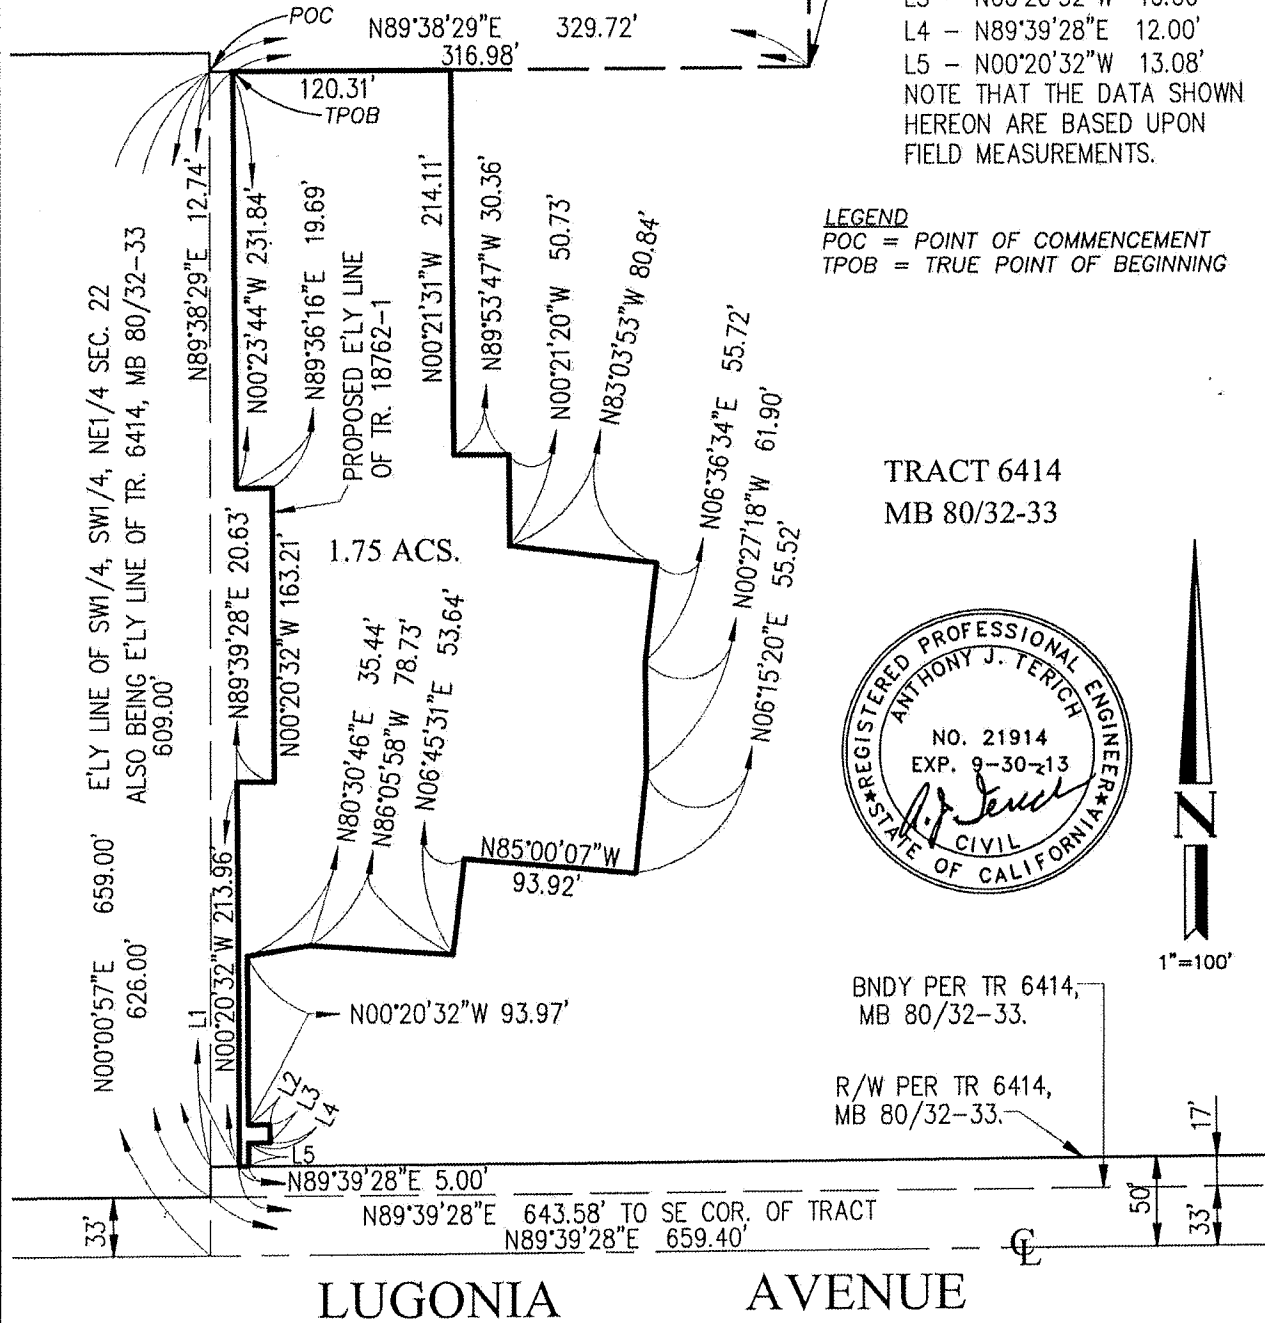 POC
N89°38'29"E 329.72'
316.98'
120.31'
TPOB
L4 - N89°39'28"E 12.00'
L5 - N00°20'32"W 13.08'
NOTE THAT THE DATA SHOWN
HEREON ARE BASED UPON
FIELD MEASUREMENTS.
LEGEND
POC = POINT OF COMMENCEMENT
TPOB = TRUE POINT OF BEGINNING
N89°38'29"E 12.74'
N00°23'44"W 231.84'
N89°36'16"E 19.69'
PROPOSED E'LY LINE
OF TR. 18762-1
N00°21'31"W 214.11'
N89°53'47"W 30.36'
N00°21'20"W 50.73'
N83°03'53"W 80.84'
N06°36'34"E 55.72'
N00°27'18"W 61.90'
N06°15'20"E 55.52'
E'LY LINE OF SW1/4, SW1/4, NE1/4 SEC. 22
ALSO BEING E'LY LINE OF TR. 6414, MB 80/32-33
609.00'
N00°00'57"E 659.00'
626.00'
TRACT 6414
MB 80/32-33
1.75 ACS.
N89°39'28"E 20.63'
N00°20'32"W 163.21'
N80°30'46"E 35.44'
N86°05'58"W 78.73'
N06°45'31"E 53.64'
N85°00'07"W
93.92'
N00°20'32"W 213.96'
L1
N00°20'32"W 93.97'
L2
L3
L4
L5
REGISTERED PROFESSIONAL ENGINEER
ANTHONY J. TERICH
NO. 21914
EXP. 9-30-13
A.J. Terich
CIVIL
★STATE OF CALIFORNIA★
N
1"=100'
BNDY PER TR 6414,
MB 80/32-33.
R/W PER TR 6414,
MB 80/32-33.
N89°39'28"E 5.00'
N89°39'28"E 643.58' TO SE COR. OF TRACT
N89°39'28"E 659.40'
33'
50'
17'
33'
CL
LUGONIA AVENUE